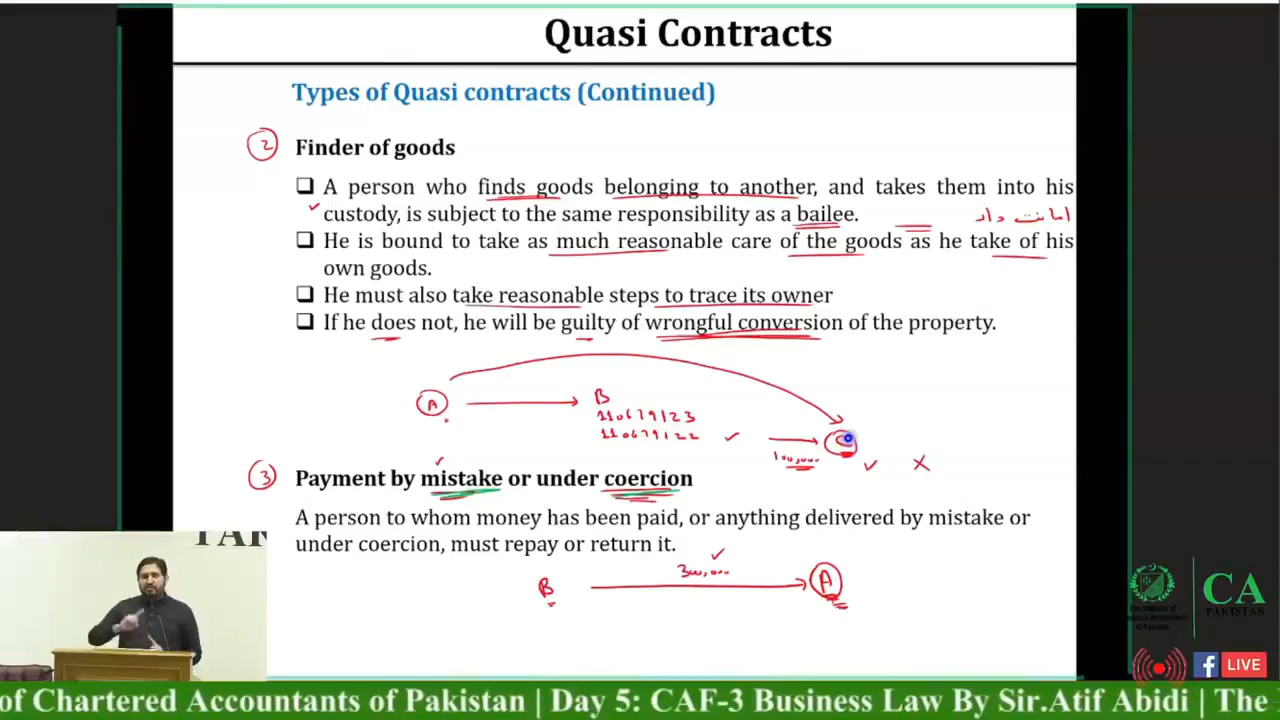 Quasi Contracts
Types of Quasi contracts (Continued)
2 Finder of goods
A person who finds goods belonging to another, and takes them into his
custody, is subject to the same responsibility as a bailee. امانت دار
He is bound to take as much reasonable care of the goods as he take of his
own goods.
He must also take reasonable steps to trace its owner
If he does not, he will be guilty of wrongful conversion of the property.
A B
110679123
110679122
100,000
3 Payment by mistake or under coercion
A person to whom money has been paid, or anything delivered by mistake or
under coercion, must repay or return it.
300,000
B A
CA
PAKISTAN
LIVE
of Chartered Accountants of Pakistan | Day 5: CAF-3 Business Law By Sir.Atif Abidi | The